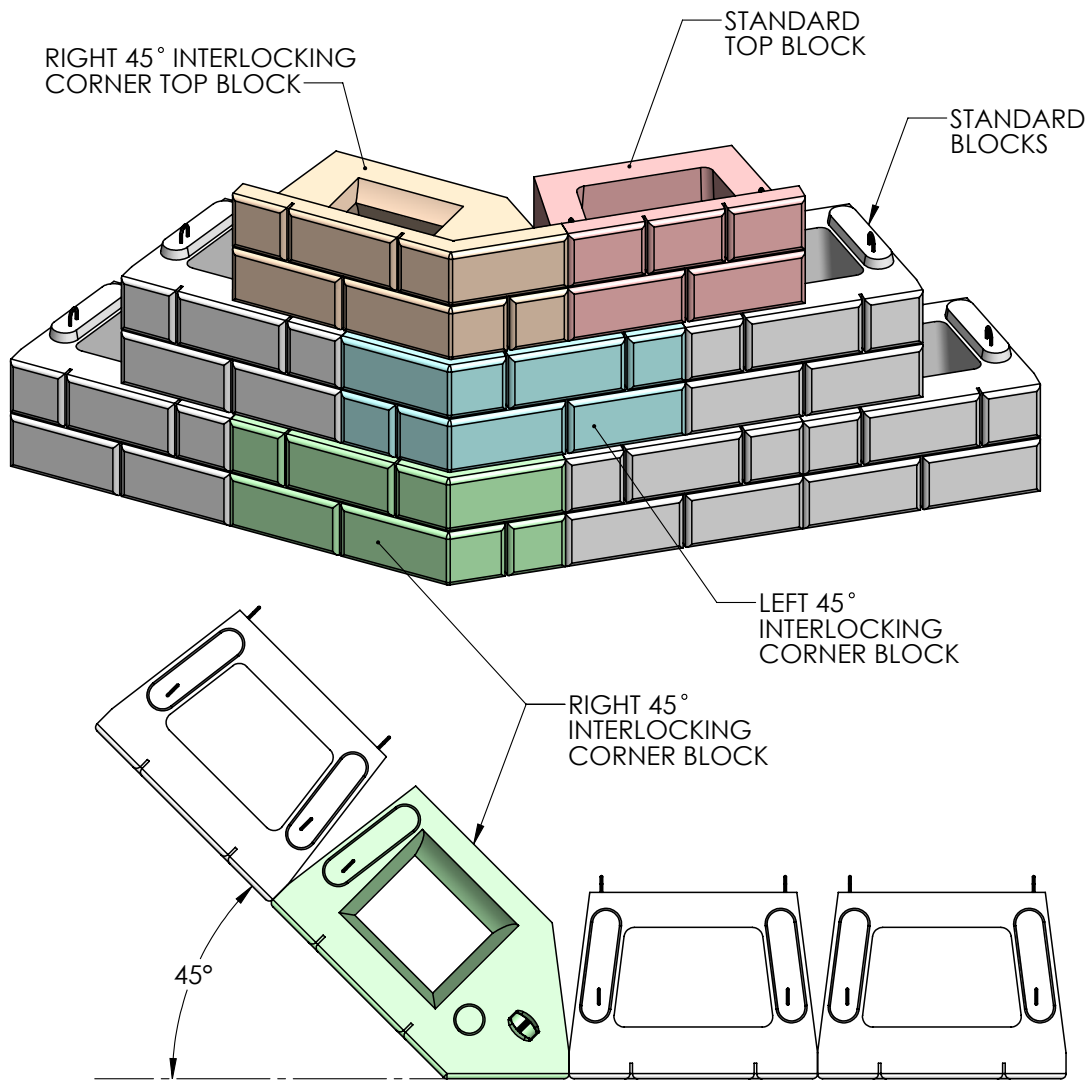 STANDARD
TOP BLOCK
RIGHT 45° INTERLOCKING
CORNER TOP BLOCK
STANDARD
BLOCKS
LEFT 45°
INTERLOCKING
CORNER BLOCK
RIGHT 45°
INTERLOCKING
CORNER BLOCK
45°